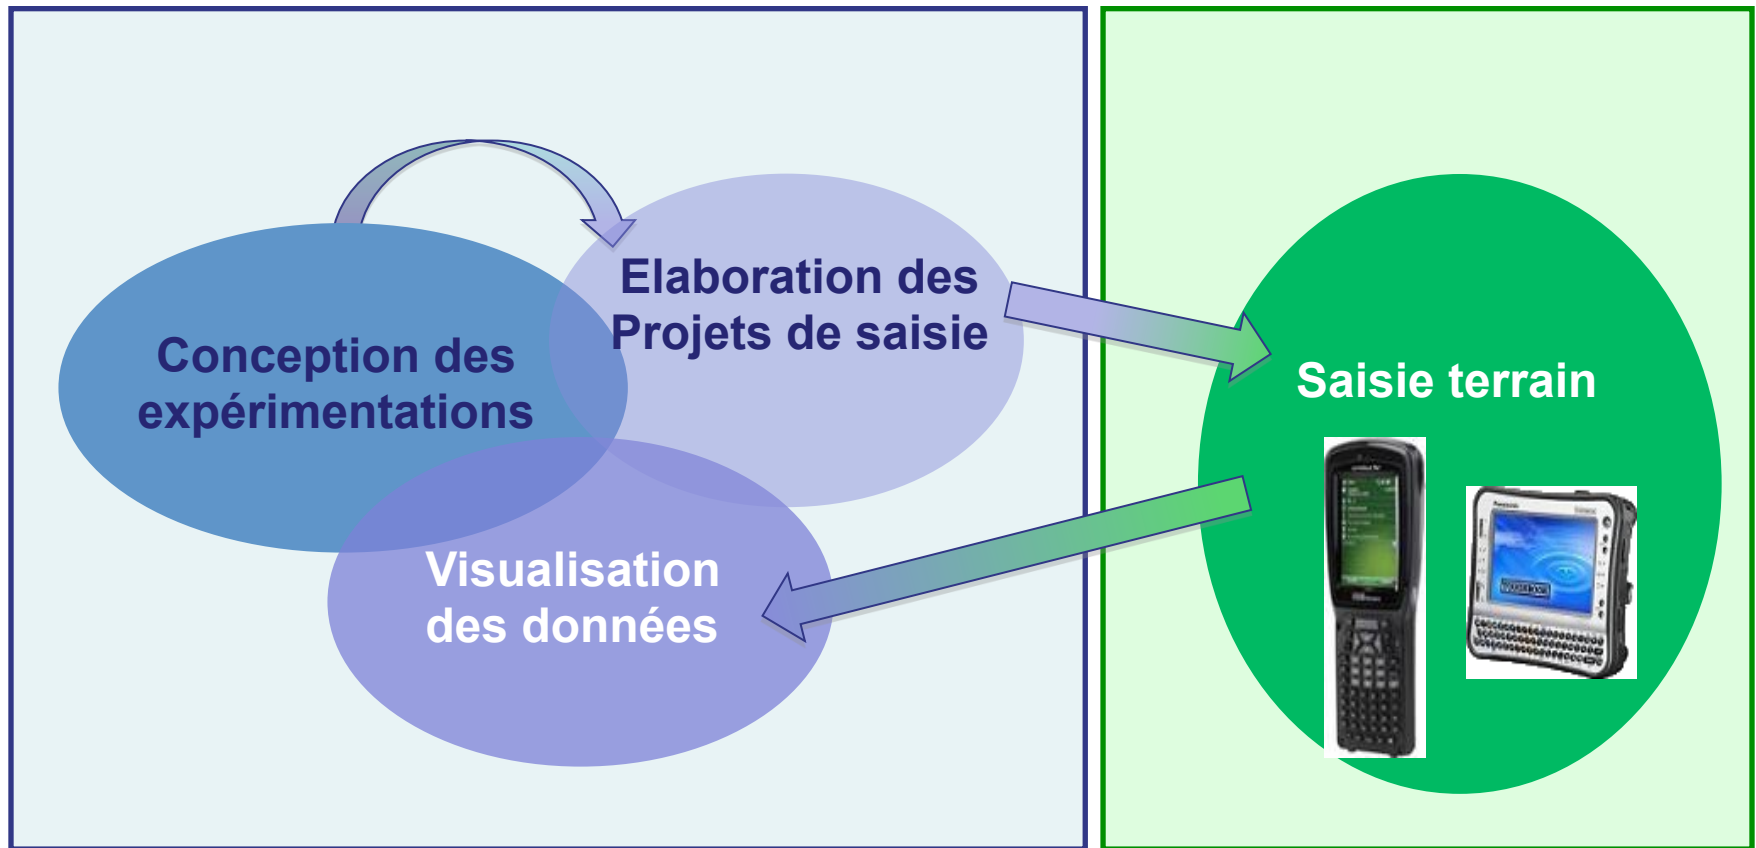 Elaboration des
Projets de saisie
Conception des
expérimentations
Saisie terrain
Visualisation
des données